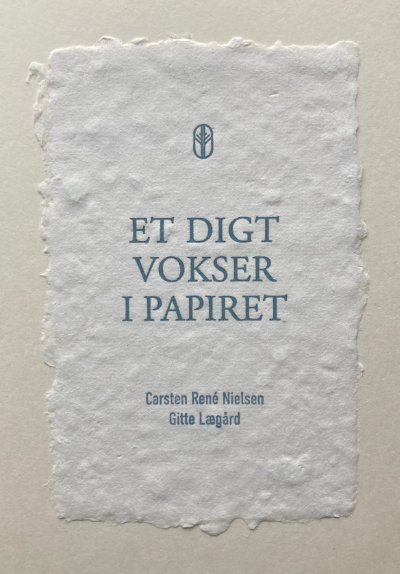 ET DIGT
VOKSER
I PAPIRET
Carsten René Nielsen
Gitte Lægård